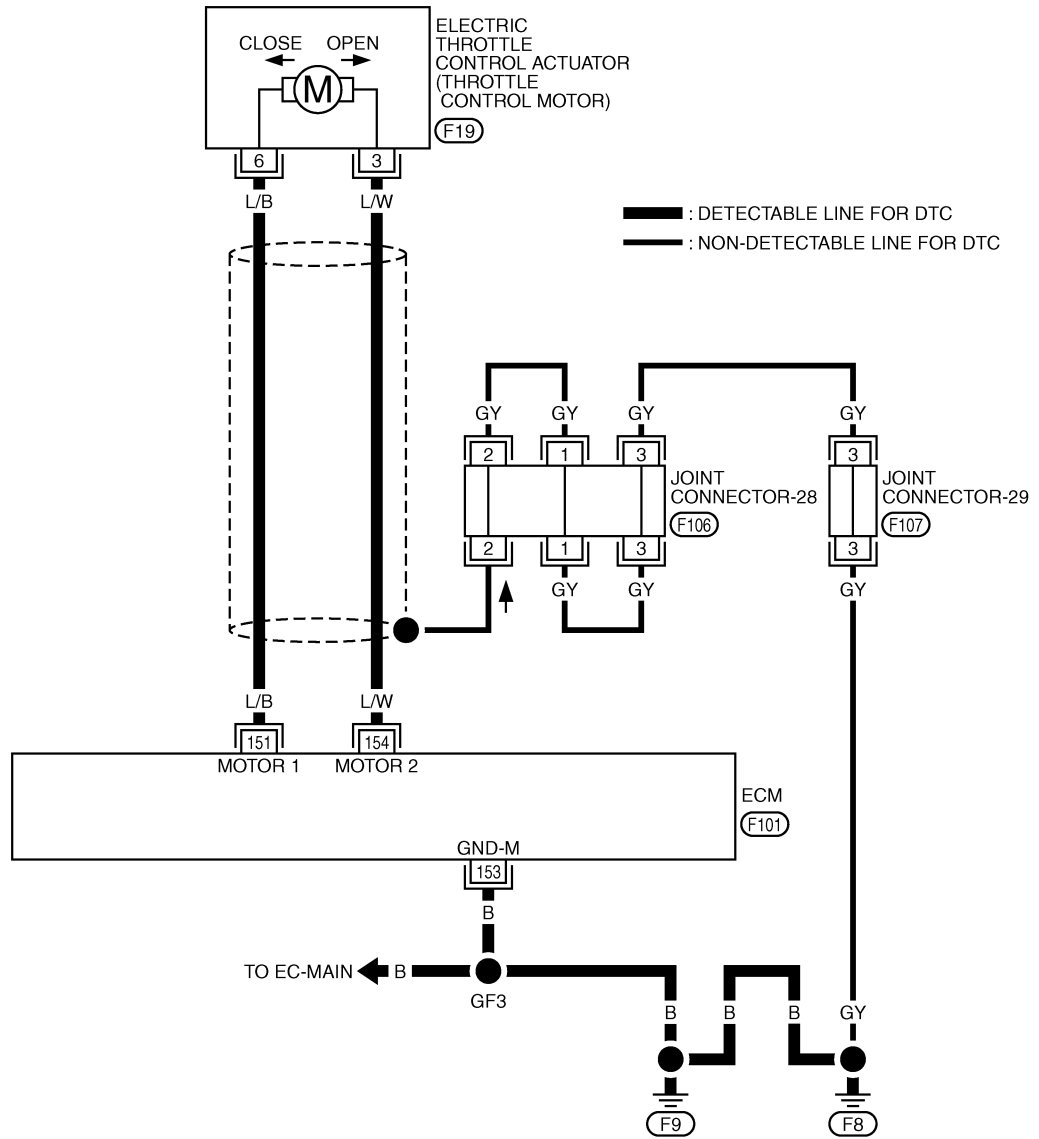 ELECTRIC
THROTTLE
CONTROL ACTUATOR
(THROTTLE
CONTROL MOTOR)
F19
CLOSE OPEN
M
6 3
L/B L/W
: DETECTABLE LINE FOR DTC
: NON-DETECTABLE LINE FOR DTC
GY GY GY GY
2 1 3 3
JOINT
CONNECTOR-28
F106
JOINT
CONNECTOR-29
F107
2 1 3 3
GY GY GY
L/B L/W
151 154
MOTOR 1 MOTOR 2
ECM
F101
GND-M
153
B
TO EC-MAIN B
GF3
B B B GY
F9 F8